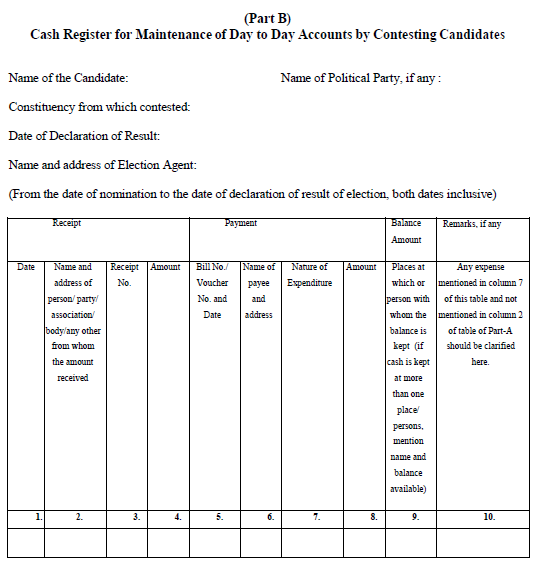 (Part B)
Cash Register for Maintenance of Day to Day Accounts by Contesting Candidates
Name of the Candidate: Name of Political Party, if any :
Constituency from which contested:
Date of Declaration of Result:
Name and address of Election Agent:
(From the date of nomination to the date of declaration of result of election, both dates inclusive)
Receipt
Payment
Balance
Amount
Remarks, if any
Date
Name and
address of
person/ party/
association/
body/any other
from whom
the amount
received
Receipt
No.
Amount
Bill No./
Voucher
No. and
Date
Name of
payee
and
address
Nature of
Expenditure
Amount
Places at
which or
person with
whom the
balance is
kept (if
cash is kept
at more
than one
place/
persons,
mention
name and
balance
available)
Any expense
mentioned in column 7
of this table and not
mentioned in column 2
of table of Part-A
should be clarified
here.
1. 2. 3. 4. 5. 6. 7. 8. 9. 10.